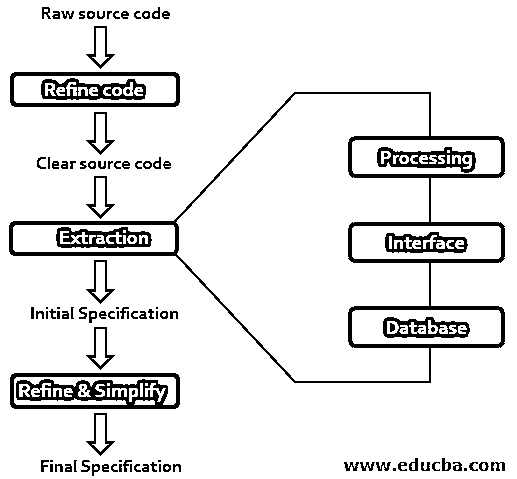 Raw source code
Refine code
Clear source code
Extraction
Initial Specification
Refine & Simplify
Final Specification
Processing
Interface
Database
www.educba.com